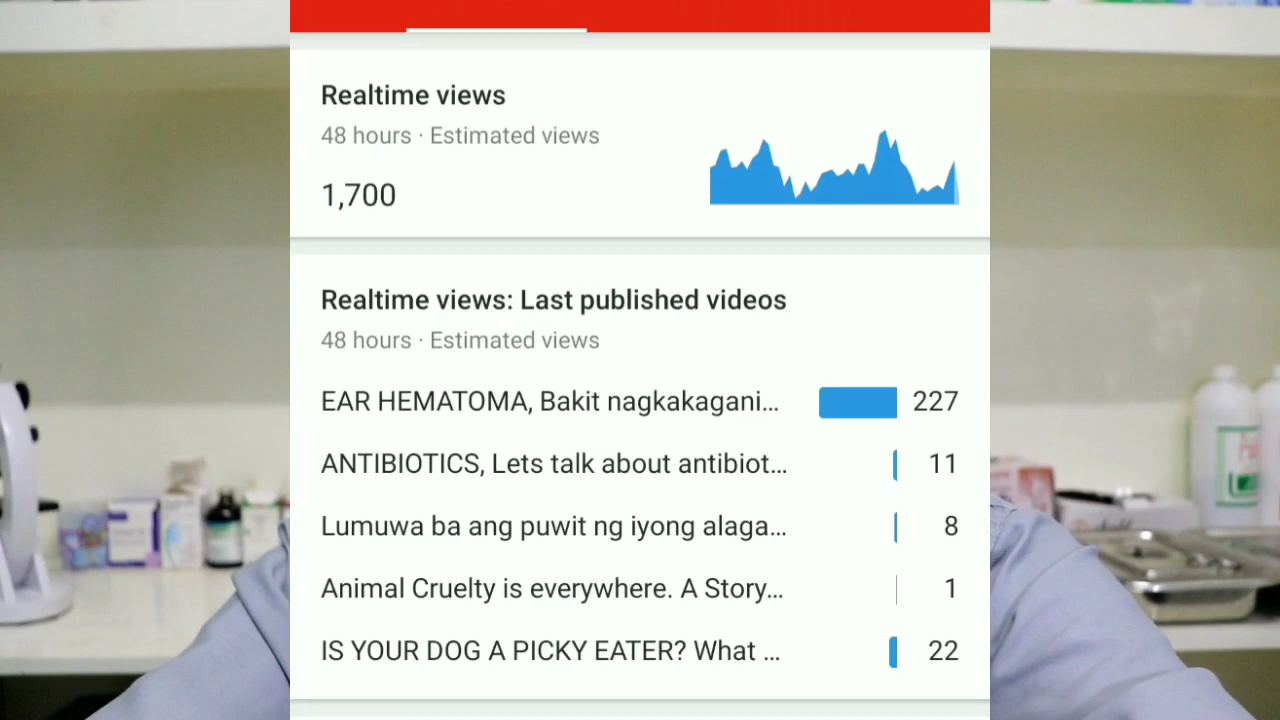 Realtime views
48 hours · Estimated views
1,700
Realtime views: Last published videos
48 hours · Estimated views
EAR HEMATOMA, Bakit nagkakagani... 227
ANTIBIOTICS, Lets talk about antibiot... 11
Lumuwa ba ang puwit ng iyong alaga... 8
Animal Cruelty is everywhere. A Story... 1
IS YOUR DOG A PICKY EATER? What ... 22